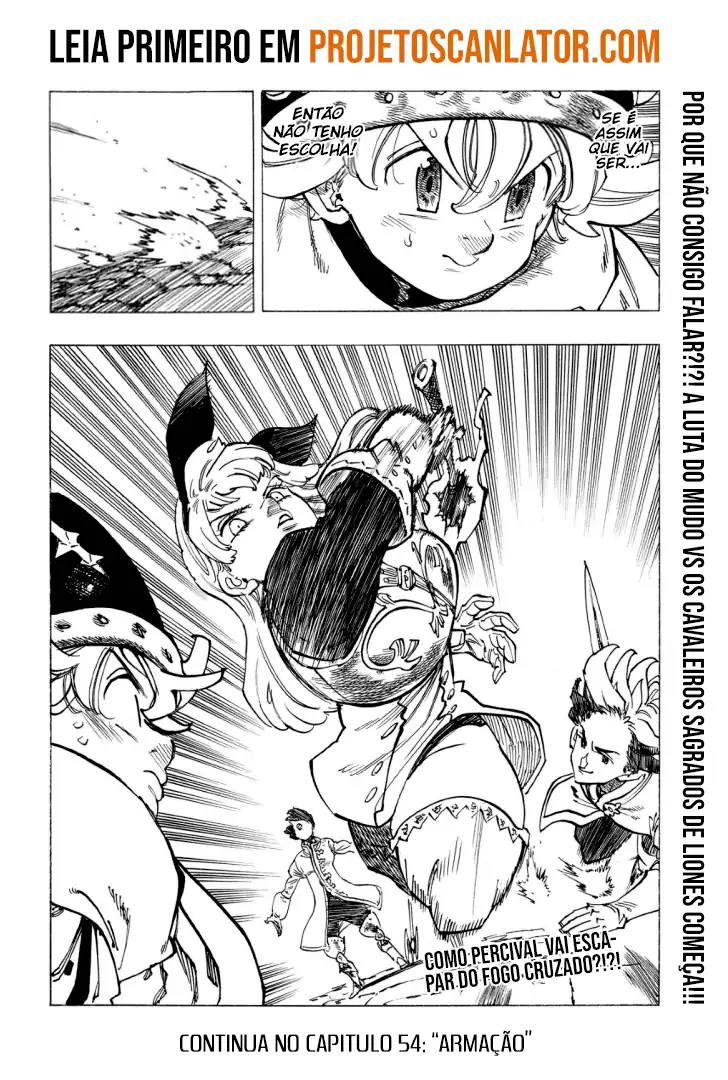 LEIA PRIMEIRO EM PROJETOSCANLATOR.COM
SE É
ASSIM
QUE VAI
SER...
ENTÃO
NÃO TENHO
ESCOLHA!
POR QUE NÃO CONSIGO FALAR?!?! A LUTA DO MUDO VS OS CAVALEIROS SAGRADOS DE LIONES COMEÇA!!!
COMO PERCIVAL VAI ESCA-
PAR DO FOGO CRUZADO?!?!
CONTINUA NO CAPITULO 54: “ARMAÇÃO”